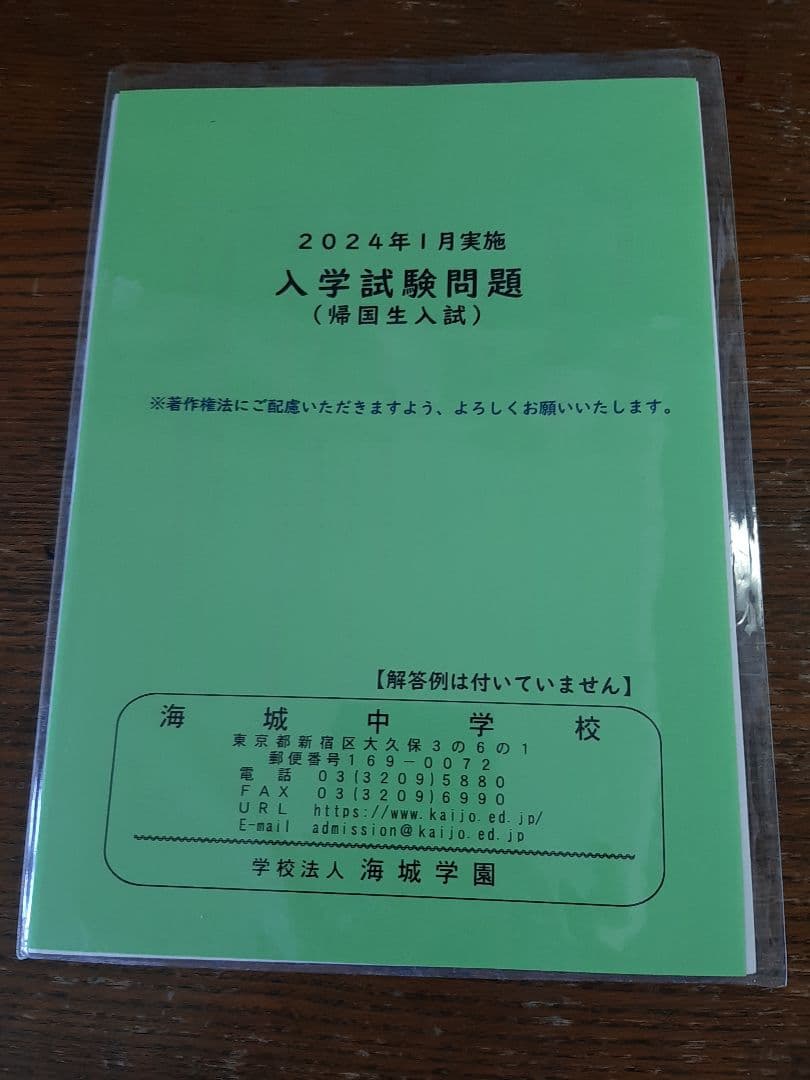 ２０２４年１月実施
入学試験問題
（帰国生入試）
※著作権法にご配慮いただきますよう、よろしくお願いいたします。
【解答例は付いていません】
海城中学校
東京都新宿区大久保３の６の１
郵便番号１６９－００７２
電話 ０３(３２０９)５８８０
ＦＡＸ ０３(３２０９)６９９０
ＵＲＬ https://www.kaijo.ed.jp/
E-mail admission@kaijo.ed.jp
学校法人 海城学園